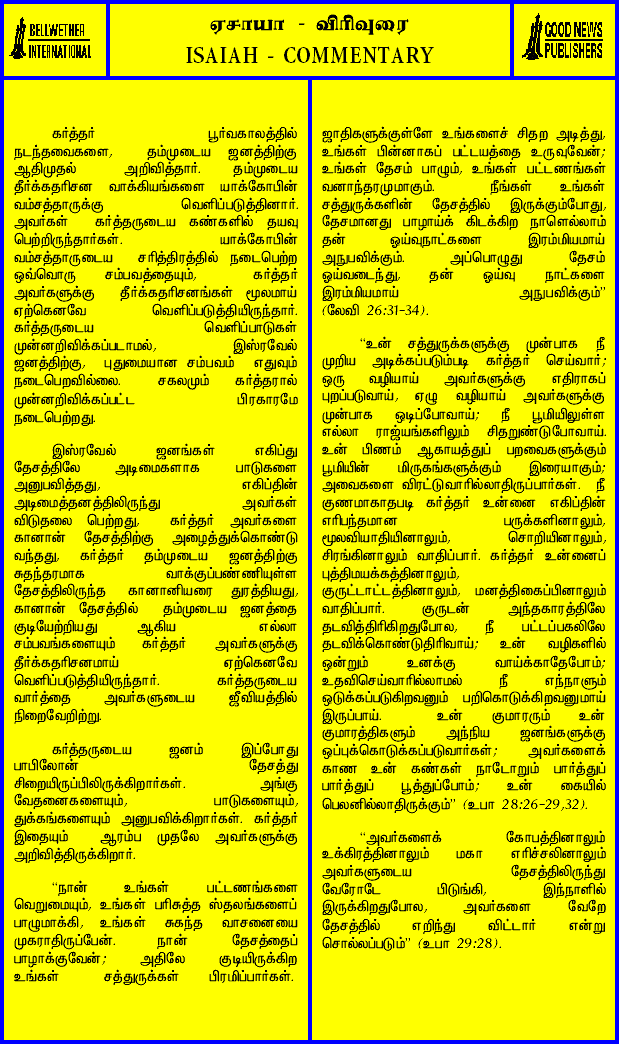 BELLWETHER
INTERNATIONAL
ஏசாயா - விரிவுரை
ISAIAH - COMMENTARY
GOOD NEWS
PUBLISHERS
கர்த்தர் பூர்வகாலத்தில்
நடந்தவைகளை, தம்முடைய ஜனத்திற்கு
ஆதிமுதல் அறிவித்தார். தம்முடைய
தீர்க்கதரிசன வாக்கியங்களை யாக்கோபின்
வம்சத்தாருக்கு வெளிப்படுத்தினார்.
அவர்கள் கர்த்தருடைய கண்களில் தயவு
பெற்றிருந்தார்கள். யாக்கோபின்
வம்சத்தாருடைய சரித்திரத்தில் நடைபெற்ற
ஒவ்வொரு சம்பவத்தையும், கர்த்தர்
அவர்களுக்கு தீர்க்கதரிசனங்கள் மூலமாய்
ஏற்கெனவே வெளிப்படுத்தியிருந்தார்.
கர்த்தருடைய வெளிப்பாடுகள்
முன்னறிவிக்கப்படாமல், இஸ்ரவேல்
ஜனத்திற்கு, புதுமையான சம்பவம் எதுவும்
நடைபெறவில்லை. சகலமும் கர்த்தரால்
முன்னறிவிக்கப்பட்ட பிரகாரமே
நடைபெற்றது.
இஸ்ரவேல் ஜனங்கள் எகிப்து
தேசத்திலே அடிமைகளாக பாடுகளை
அனுபவித்தது, எகிப்தின்
அடிமைத்தனத்திலிருந்து அவர்கள்
விடுதலை பெற்றது, கர்த்தர் அவர்களை
கானான் தேசத்திற்கு அழைத்துக்கொண்டு
வந்தது, கர்த்தர் தம்முடைய ஜனத்திற்கு
சுதந்தரமாக வாக்குப்பண்ணியுள்ள
தேசத்திலிருந்த கானானியரை துரத்தியது,
கானான் தேசத்தில் தம்முடைய ஜனத்தை
குடியேற்றியது ஆகிய எல்லா
சம்பவங்களையும் கர்த்தர் அவர்களுக்கு
தீர்க்கதரிசனமாய் ஏற்கெனவே
வெளிப்படுத்தியிருந்தார். கர்த்தருடைய
வார்த்தை அவர்களுடைய ஜீவியத்தில்
நிறைவேறிற்று.
கர்த்தருடைய ஜனம் இப்போது
பாபிலோன் தேசத்து
சிறையிருப்பிலிருக்கிறார்கள். அங்கு
வேதனைகளையும், பாடுகளையும்,
துக்கங்களையும் அனுபவிக்கிறார்கள். கர்த்தர்
இதையும் ஆரம்ப முதலே அவர்களுக்கு
அறிவித்திருக்கிறார்.
“நான் உங்கள் பட்டணங்களை
வெறுமையும், உங்கள் பரிசுத்த ஸ்தலங்களைப்
பாழுமாக்கி, உங்கள் சுகந்த வாசனையை
முகராதிருப்பேன். நான் தேசத்தைப்
பாழாக்குவேன்; அதிலே குடியிருக்கிற
உங்கள் சத்துருக்கள் பிரமிப்பார்கள்.
ஜாதிகளுக்குள்ளே உங்களைச் சிதற அடித்து,
உங்கள் பின்னாகப் பட்டயத்தை உருவுவேன்;
உங்கள் தேசம் பாழும், உங்கள் பட்டணங்கள்
வனாந்தரமுமாகும். நீங்கள் உங்கள்
சத்துருக்களின் தேசத்தில் இருக்கும்போது,
தேசமானது பாழாய்க் கிடக்கிற நாளெல்லாம்
தன் ஓய்வுநாட்களை இரம்மியமாய்
அநுபவிக்கும். அப்பொழுது தேசம்
ஓய்வடைந்து, தன் ஓய்வு நாட்களை
இரம்மியமாய் அநுபவிக்கும்”
(லேவி 26:31-34).
“உன் சத்துருக்களுக்கு முன்பாக நீ
முறிய அடிக்கப்படும்படி கர்த்தர் செய்வார்;
ஒரு வழியாய் அவர்களுக்கு எதிராகப்
புறப்படுவாய், ஏழு வழியாய் அவர்களுக்கு
முன்பாக ஓடிப்போவாய்; நீ பூமியிலுள்ள
எல்லா ராஜ்யங்களிலும் சிதறுண்டுபோவாய்.
உன் பிணம் ஆகாயத்துப் பறவைகளுக்கும்
பூமியின் மிருகங்களுக்கும் இரையாகும்;
அவைகளை விரட்டுவாரில்லாதிருப்பார்கள். நீ
குணமாகாதபடி கர்த்தர் உன்னை எகிப்தின்
எரிபந்தமான பருக்களினாலும்,
மூலவியாதியினாலும், சொறியினாலும்,
சிரங்கினாலும் வாதிப்பார். கர்த்தர் உன்னைப்
புத்திமயக்கத்தினாலும்,
குருட்டாட்டத்தினாலும், மனத்திகைப்பினாலும்
வாதிப்பார். குருடன் அந்தகாரத்திலே
தடவித்திரிகிறதுபோல, நீ பட்டப்பகலிலே
தடவிக்கொண்டுதிரிவாய்; உன் வழிகளில்
ஒன்றும் உனக்கு வாய்க்காதேபோம்;
உதவிசெய்வாரில்லாமல் நீ எந்நாளும்
ஒடுக்கப்படுகிறவனும் பறிகொடுக்கிறவனுமாய்
இருப்பாய். உன் குமாரரும் உன்
குமாரத்திகளும் அந்நிய ஜனங்களுக்கு
ஒப்புக்கொடுக்கப்படுவார்கள்; அவர்களைக்
காண உன் கண்கள் நாடோறும் பார்த்துப்
பார்த்துப் பூத்துப்போம்; உன் கையில்
பெலனில்லாதிருக்கும்” (உபா 28:26-29,32).
“அவர்களைக் கோபத்தினாலும்
உக்கிரத்தினாலும் மகா எரிச்சலினாலும்
அவர்களுடைய தேசத்திலிருந்து
வேரோடே பிடுங்கி, இந்நாளில்
இருக்கிறதுபோல, அவர்களை வேறே
தேசத்தில் எறிந்து விட்டார் என்று
சொல்லப்படும்” (உபா 29:28).